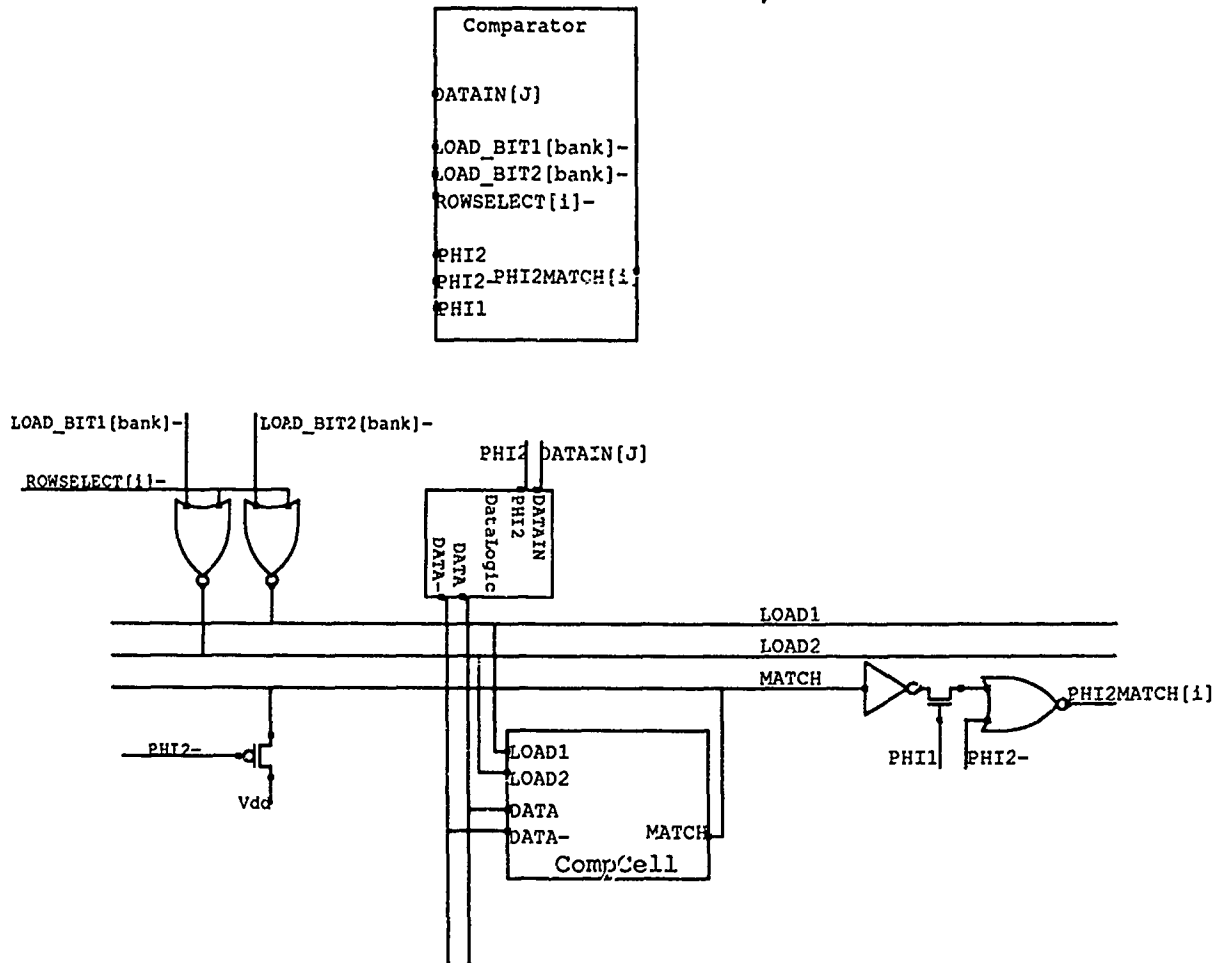 Comparator
DATAIN[J]
LOAD_BIT1[bank]-
LOAD_BIT2[bank]-
ROWSELECT[i]-
PHI2
PHI2- PHI2MATCH[i]
PHI1
LOAD_BIT1[bank]- LOAD_BIT2[bank]-
PHI2 DATAIN[J]
ROWSELECT[i]-
DATAIN
PHI2
DataLogic
DATA
DATA-
LOAD1
LOAD2
MATCH
PHI2MATCH[i]
PHI2-
PHI1 PHI2-
Vdd
LOAD1
LOAD2
DATA
DATA- MATCH
CompCell